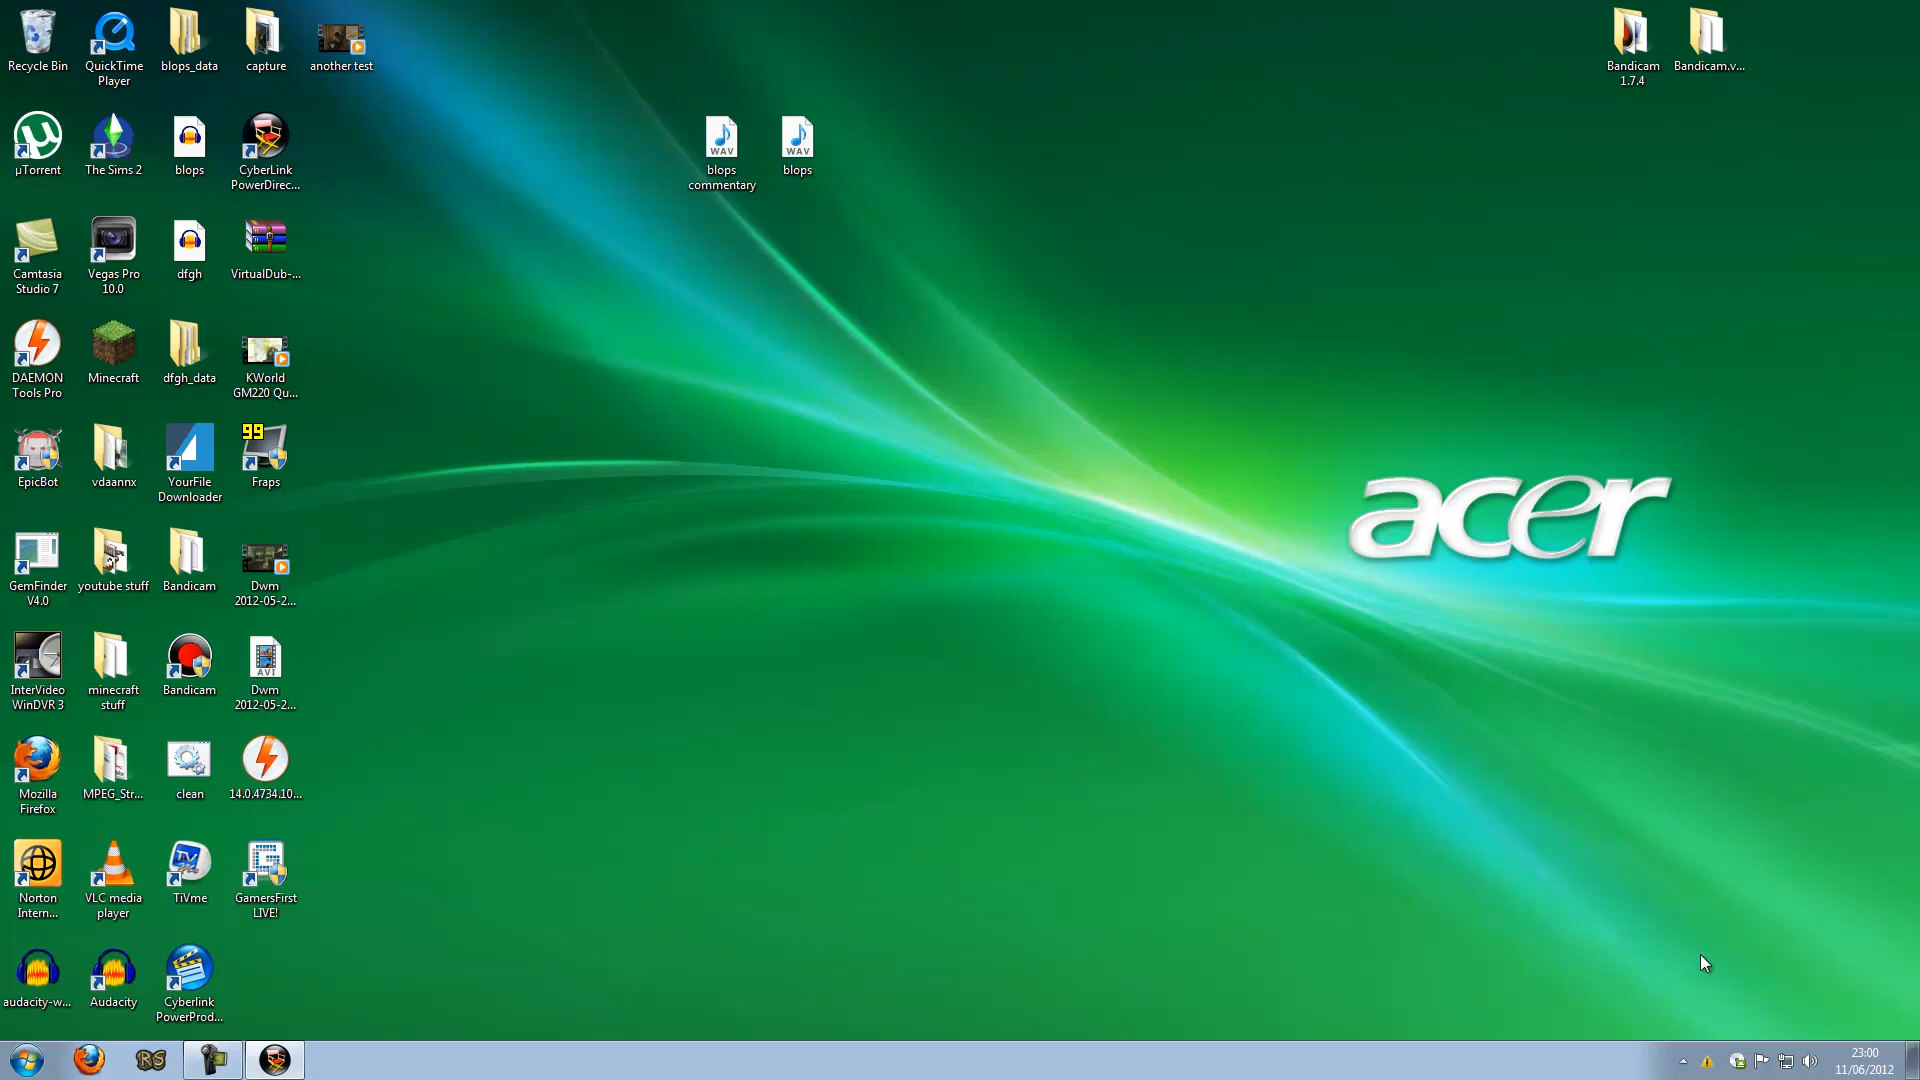 Recycle Bin
QuickTime
Player
blops_data
capture
another test
Bandicam
1.7.4
Bandicam.v...
µTorrent
The Sims 2
blops
CyberLink
PowerDirec...
WAV
blops
commentary
WAV
blops
Camtasia
Studio 7
Vegas Pro
10.0
dfgh
VirtualDub-...
DAEMON
Tools Pro
Minecraft
dfgh_data
KWorld
GM220 Qu...
EpicBot
vdaannx
YourFile
Downloader
99
Fraps
acer
GemFinder
V4.0
youtube stuff
Bandicam
Dwm
2012-05-2...
InterVideo
WinDVR 3
minecraft
stuff
Bandicam
AVI
Dwm
2012-05-2...
Mozilla
Firefox
MPEG_Str...
clean
14.0.4734.10...
Norton
Intern...
VLC media
player
TV
TiVme
GamersFirst
LIVE!
audacity-w...
Audacity
Cyberlink
PowerProd...
RS
23:00
11/06/2012